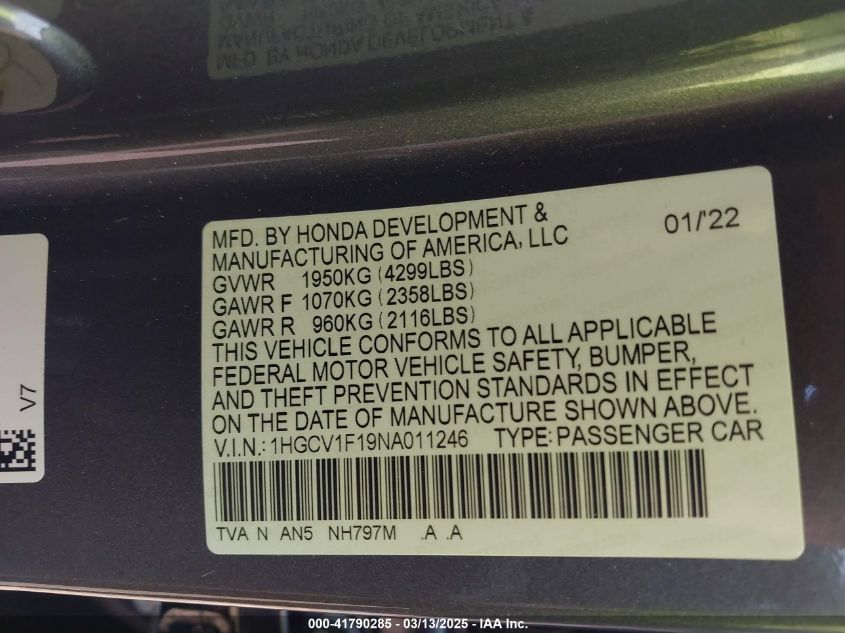 MFD. BY HONDA DEVELOPMENT &
MANUFACTURING OF AMERICA, LLC
01/'22
GVWR 1950KG (4299LBS)
GAWR F 1070KG (2358LBS)
GAWR R 960KG (2116LBS)
THIS VEHICLE CONFORMS TO ALL APPLICABLE
FEDERAL MOTOR VEHICLE SAFETY, BUMPER,
AND THEFT PREVENTION STANDARDS IN EFFECT
ON THE DATE OF MANUFACTURE SHOWN ABOVE.
V.I.N.: 1HGCV1F19NA011246 TYPE: PASSENGER CAR
TVA N AN5 NH797M .A .A
V7
000-41790285 - 03/13/2025 - IAA Inc.